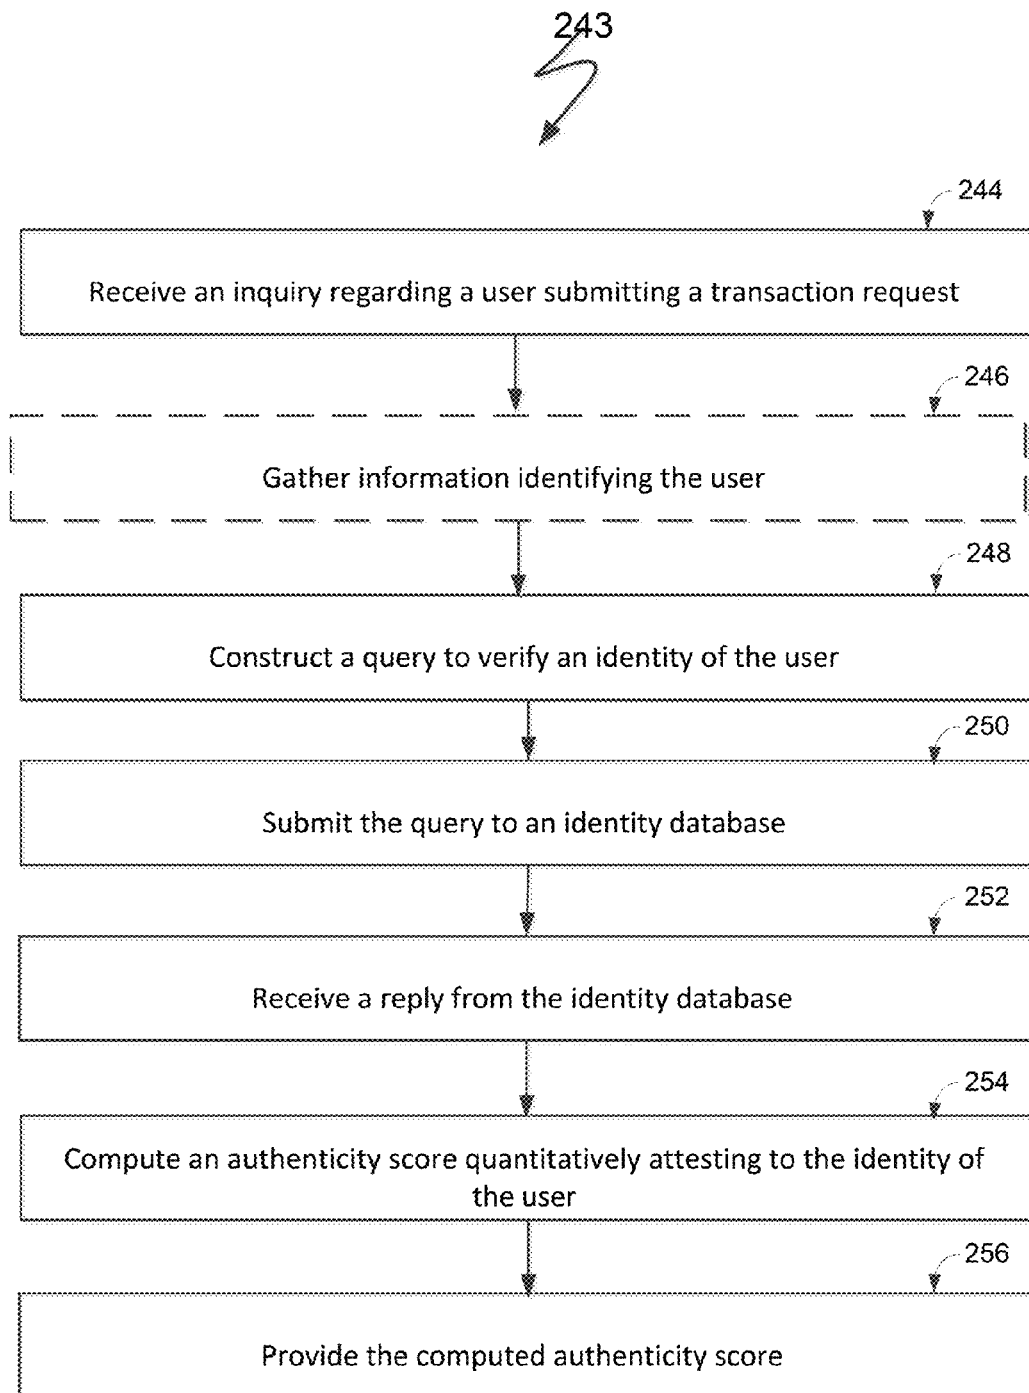 243
244
Receive an inquiry regarding a user submitting a transaction request
246
Gather information identifying the user
248
Construct a query to verify an identity of the user
250
Submit the query to an identity database
252
Receive a reply from the identity database
254
Compute an authenticity score quantitatively attesting to the identity of
the user
256
Provide the computed authenticity score